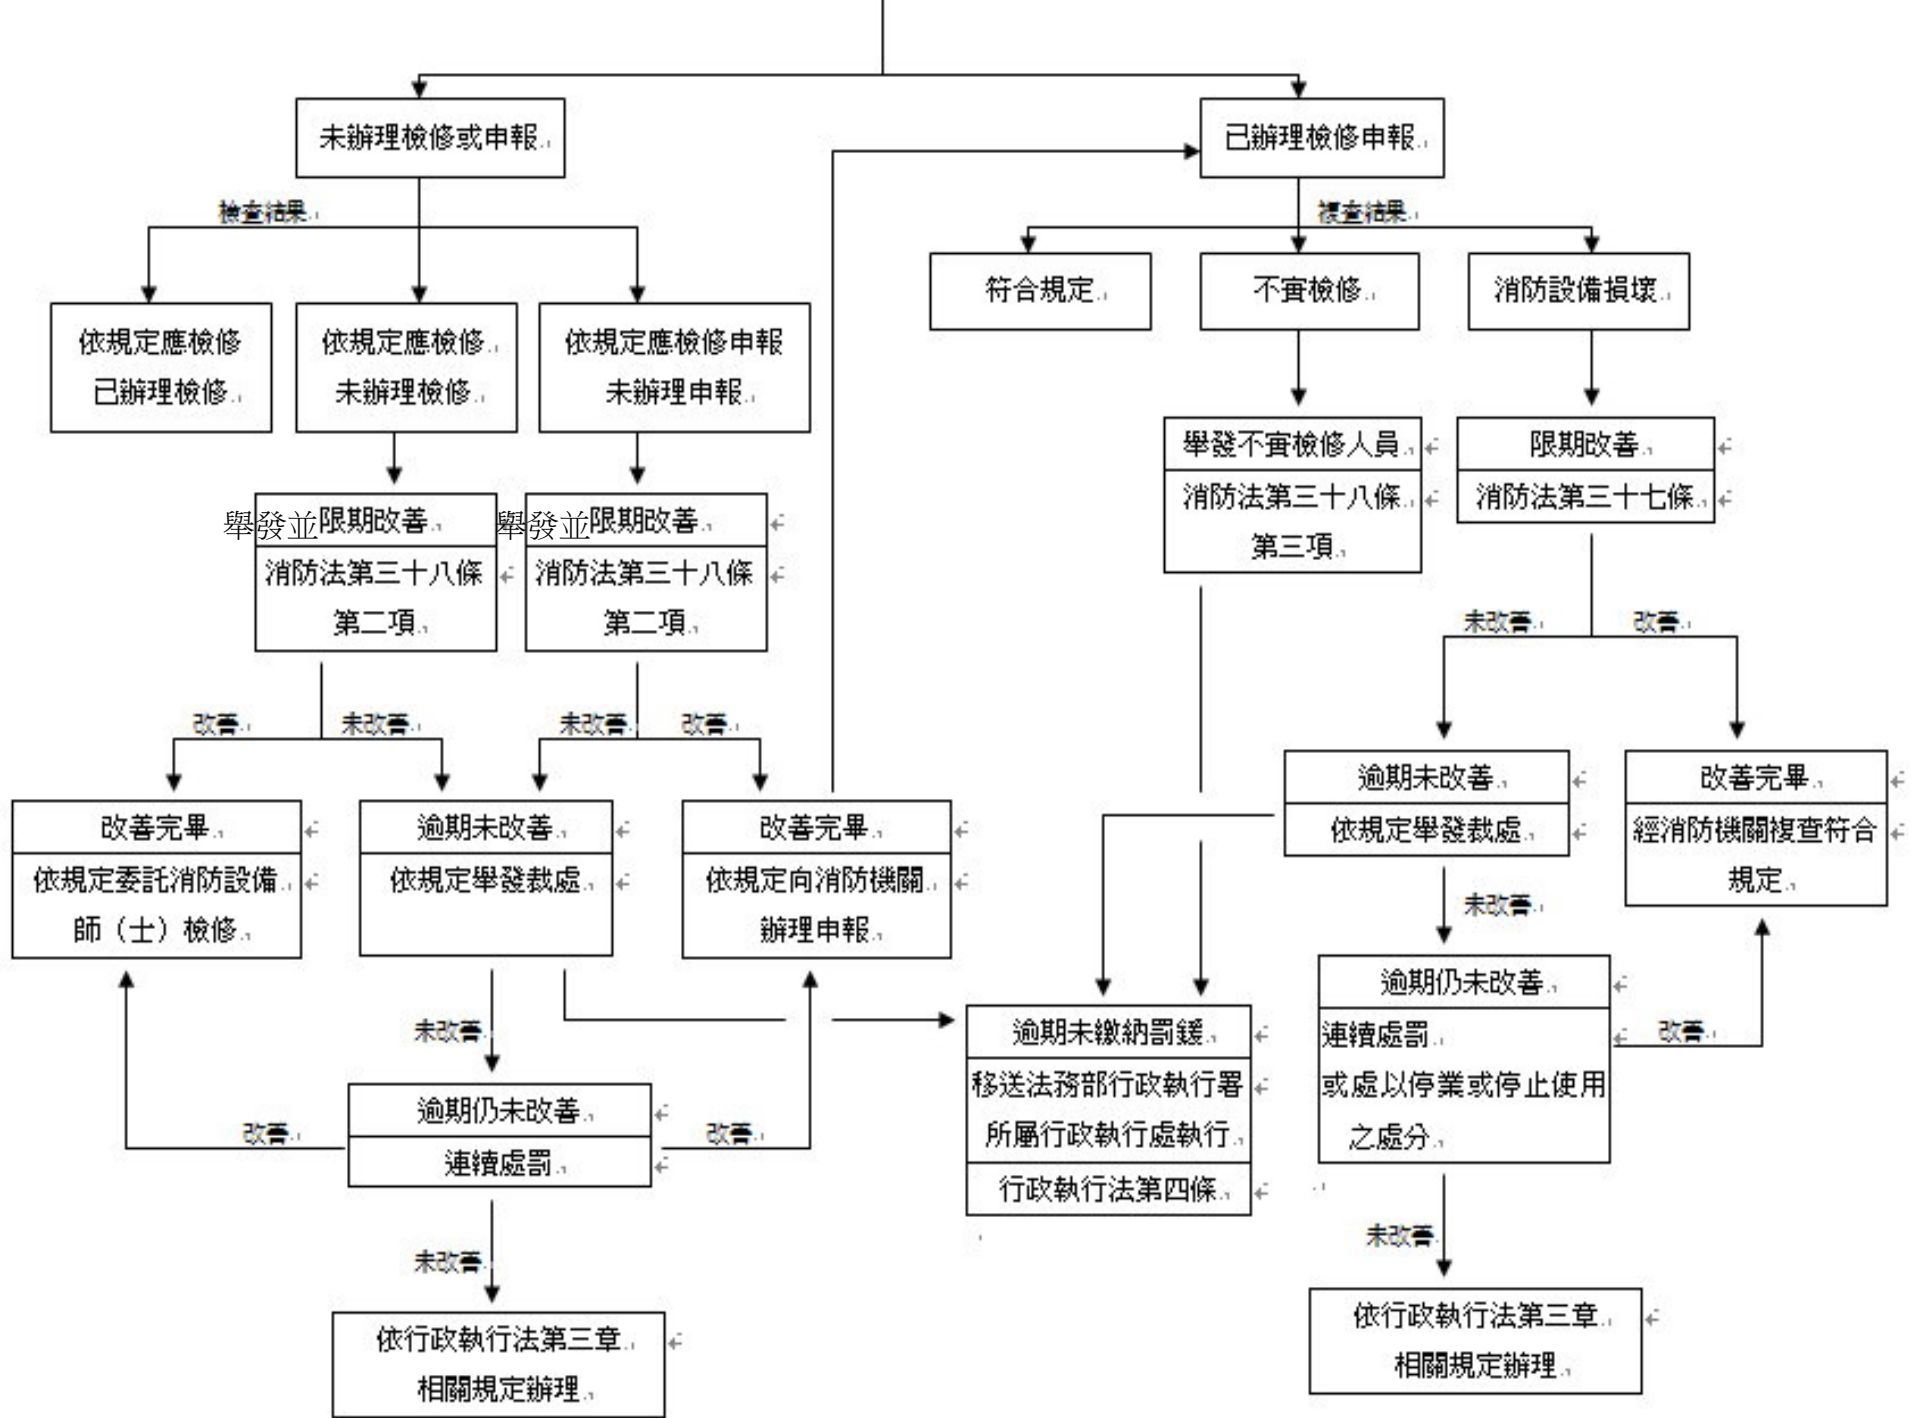 未辦理檢修或申報
已辦理檢修申報
檢查結果
複查結果
符合規定
不實檢修
消防設備損壞
依規定應檢修
已辦理檢修
依規定應檢修
未辦理檢修
依規定應檢修申報
未辦理申報
舉發不實檢修人員
消防法第三十八條
第三項
限期改善
消防法第三十七條
舉發並限期改善
消防法第三十八條
第二項
舉發並限期改善
消防法第三十八條
第二項
未改善
改善
改善
未改善
未改善
改善
逾期未改善
依規定舉發裁處
改善完畢
經消防機關複查符合
規定
改善完畢
依規定委託消防設備
師（士）檢修
逾期未改善
依規定舉發裁處
改善完畢
依規定向消防機關
辦理申報
未改善
逾期仍未改善
連續處罰
或處以停業或停止使用
之處分
改善
未改善
逾期未繳納罰鍰
移送法務部行政執行署
所屬行政執行處執行
行政執行法第四條
逾期仍未改善
連續處罰
改善
改善
未改善
未改善
依行政執行法第三章
相關規定辦理
依行政執行法第三章
相關規定辦理